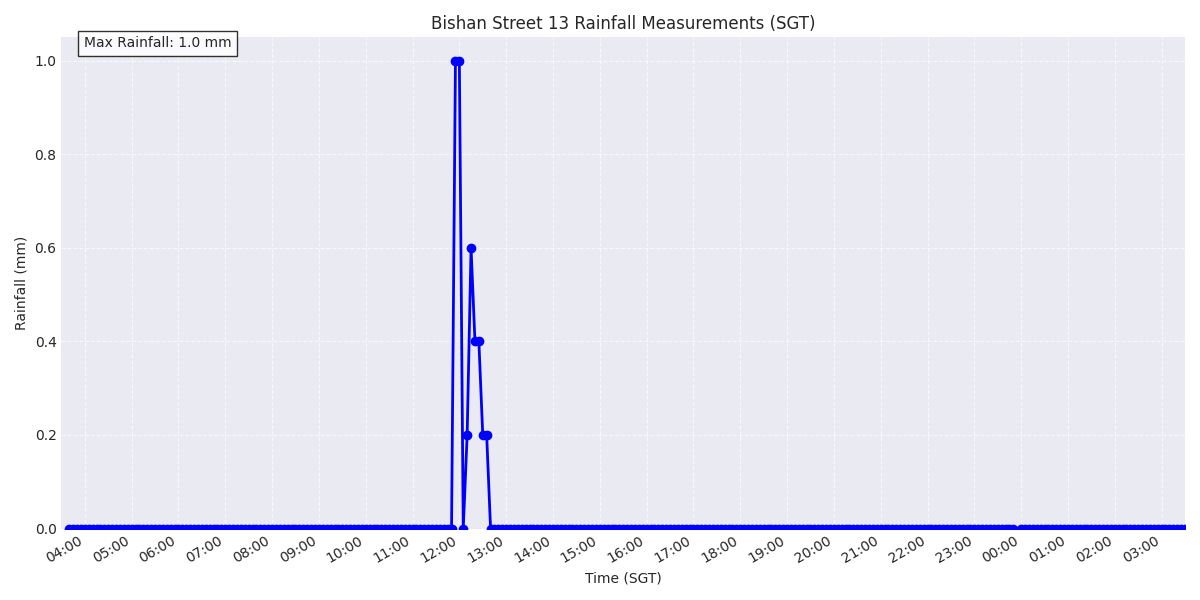 Bishan Street 13 Rainfall Measurements (SGT)
Max Rainfall: 1.0 mm
1.0
0.8
0.6
0.4
0.2
0.0
Rainfall (mm)
04:00 05:00 06:00 07:00 08:00 09:00 10:00 11:00 12:00 13:00 14:00 15:00 16:00 17:00 18:00 19:00 20:00 21:00 22:00 23:00 00:00 01:00 02:00 03:00
Time (SGT)